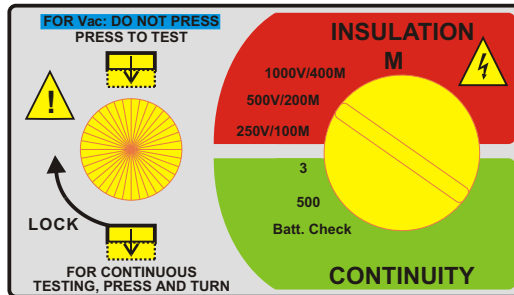 FOR Vac: DO NOT PRESS
PRESS TO TEST
!
LOCK
FOR CONTINUOUS
TESTING, PRESS AND TURN
INSULATION
M
1000V/400M
500V/200M
250V/100M
3
500
Batt. Check
CONTINUITY